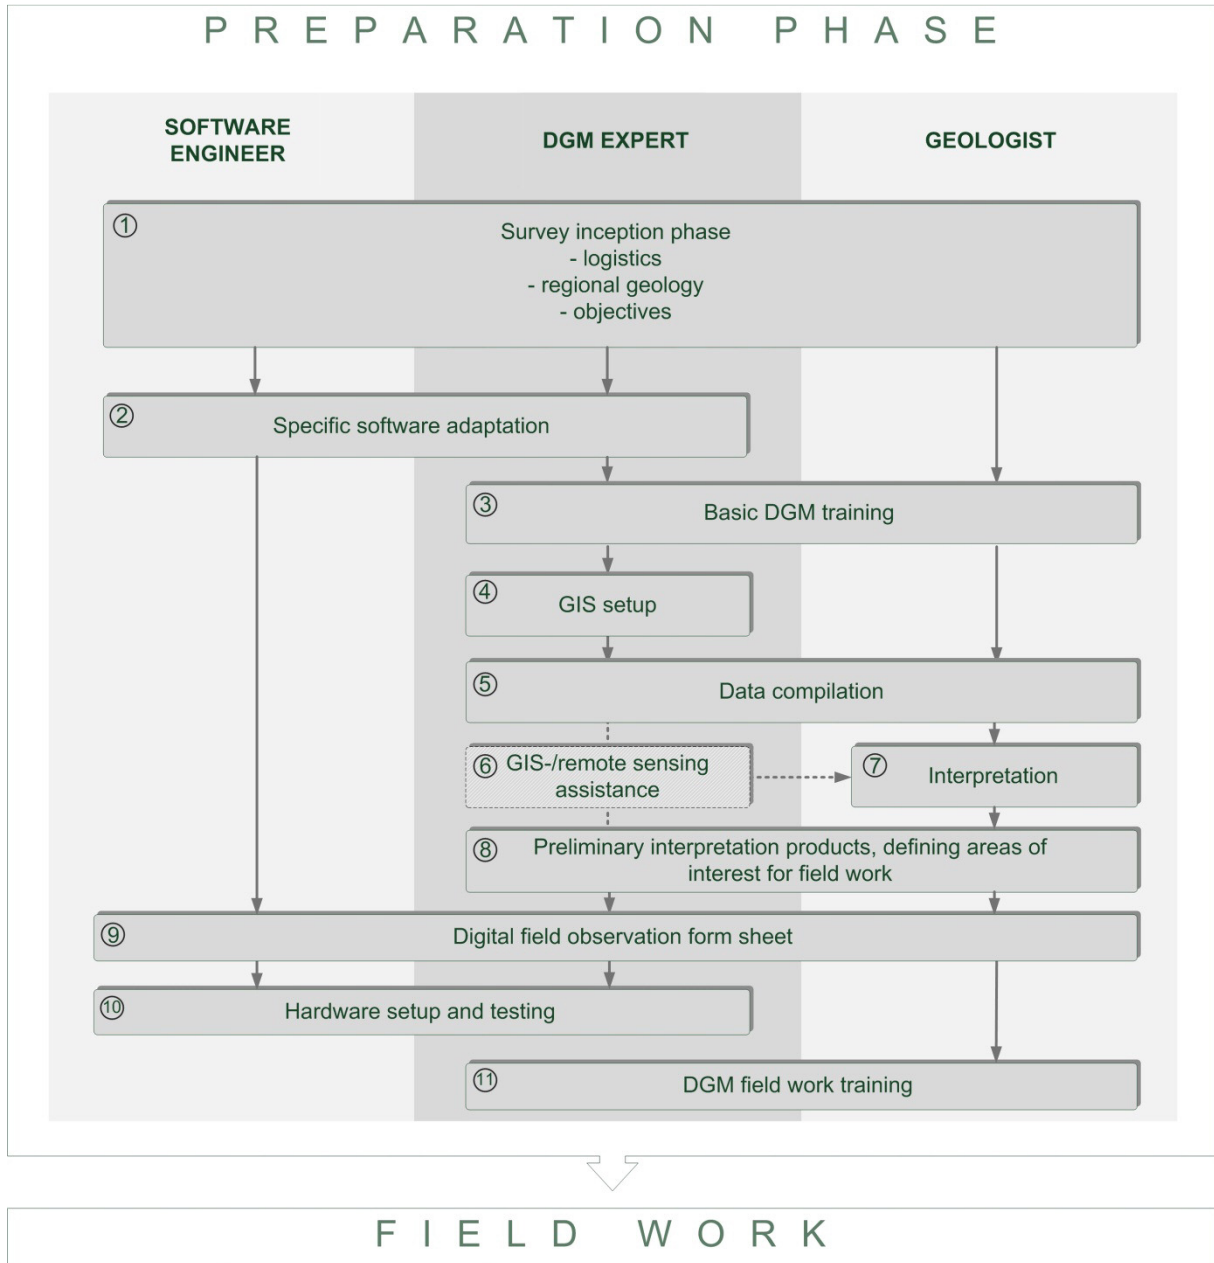 PREPARATION PHASE
SOFTWARE
ENGINEER
DGM EXPERT
GEOLOGIST
1
Survey inception phase
- logistics
- regional geology
- objectives
2
Specific software adaptation
3
Basic DGM training
4
GIS setup
5
Data compilation
6
GIS-/remote sensing
assistance
7
Interpretation
8
Preliminary interpretation products, defining areas of
interest for field work
9
Digital field observation form sheet
10
Hardware setup and testing
11
DGM field work training
FIELD WORK